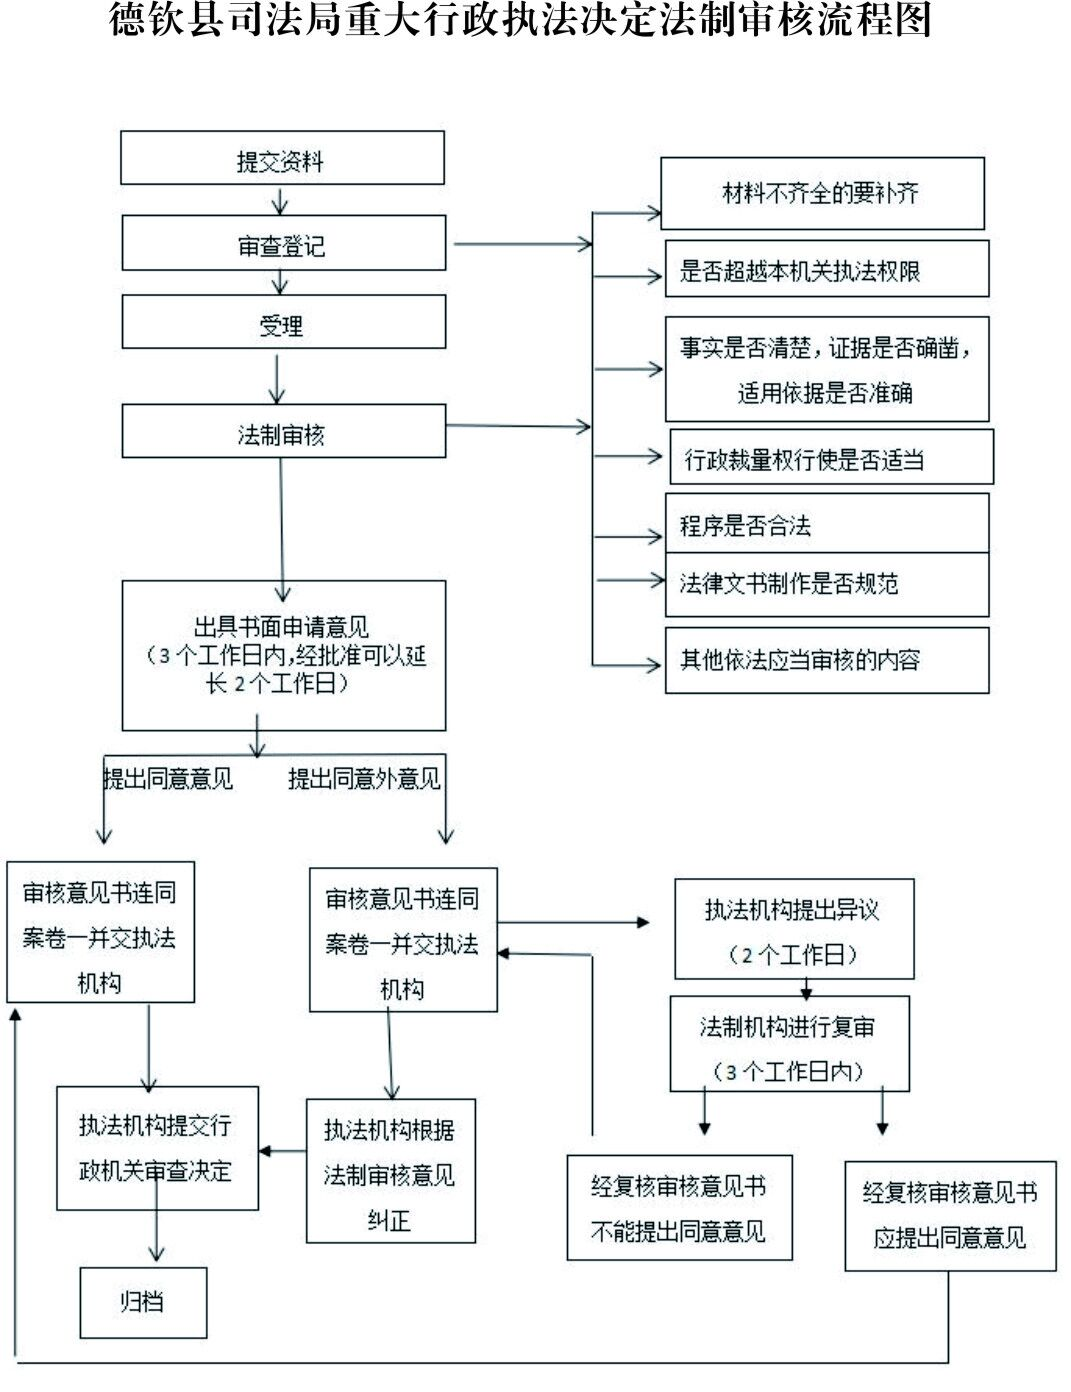 德钦县司法局重大行政执法决定法制审核流程图
提交资料
审查登记
受理
法制审核
材料不齐全的要补齐
是否超越本机关执法权限
事实是否清楚，证据是否确凿，
适用依据是否准确
行政裁量权行使是否适当
程序是否合法
法律文书制作是否规范
其他依法应当审核的内容
出具书面申请意见
（3 个工作日内，经批准可以延
长 2 个工作日）
提出同意意见
提出同意外意见
审核意见书连同
案卷一并交执法
机构
审核意见书连同
案卷一并交执法
机构
执法机构提出异议
（2 个工作日）
法制机构进行复审
（3 个工作日内）
执法机构提交行
政机关审查决定
执法机构根据
法制审核意见
纠正
经复核审核意见书
不能提出同意意见
经复核审核意见书
应提出同意意见
归档